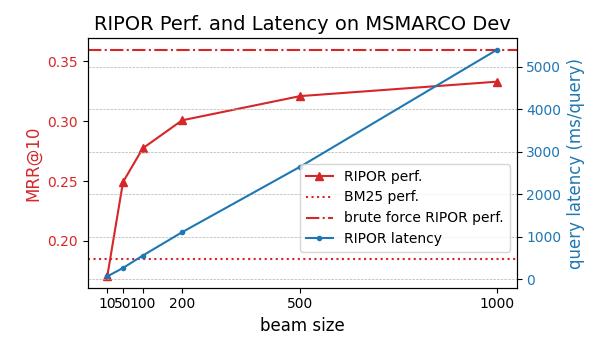 RIPOR Perf. and Latency on MSMARCO Dev
MRR@10
0.35
0.30
0.25
0.20
5000
4000
3000
2000
1000
0
query latency (ms/query)
RIPOR perf.
BM25 perf.
brute force RIPOR perf.
RIPOR latency
10 50 100 200 500 1000
beam size